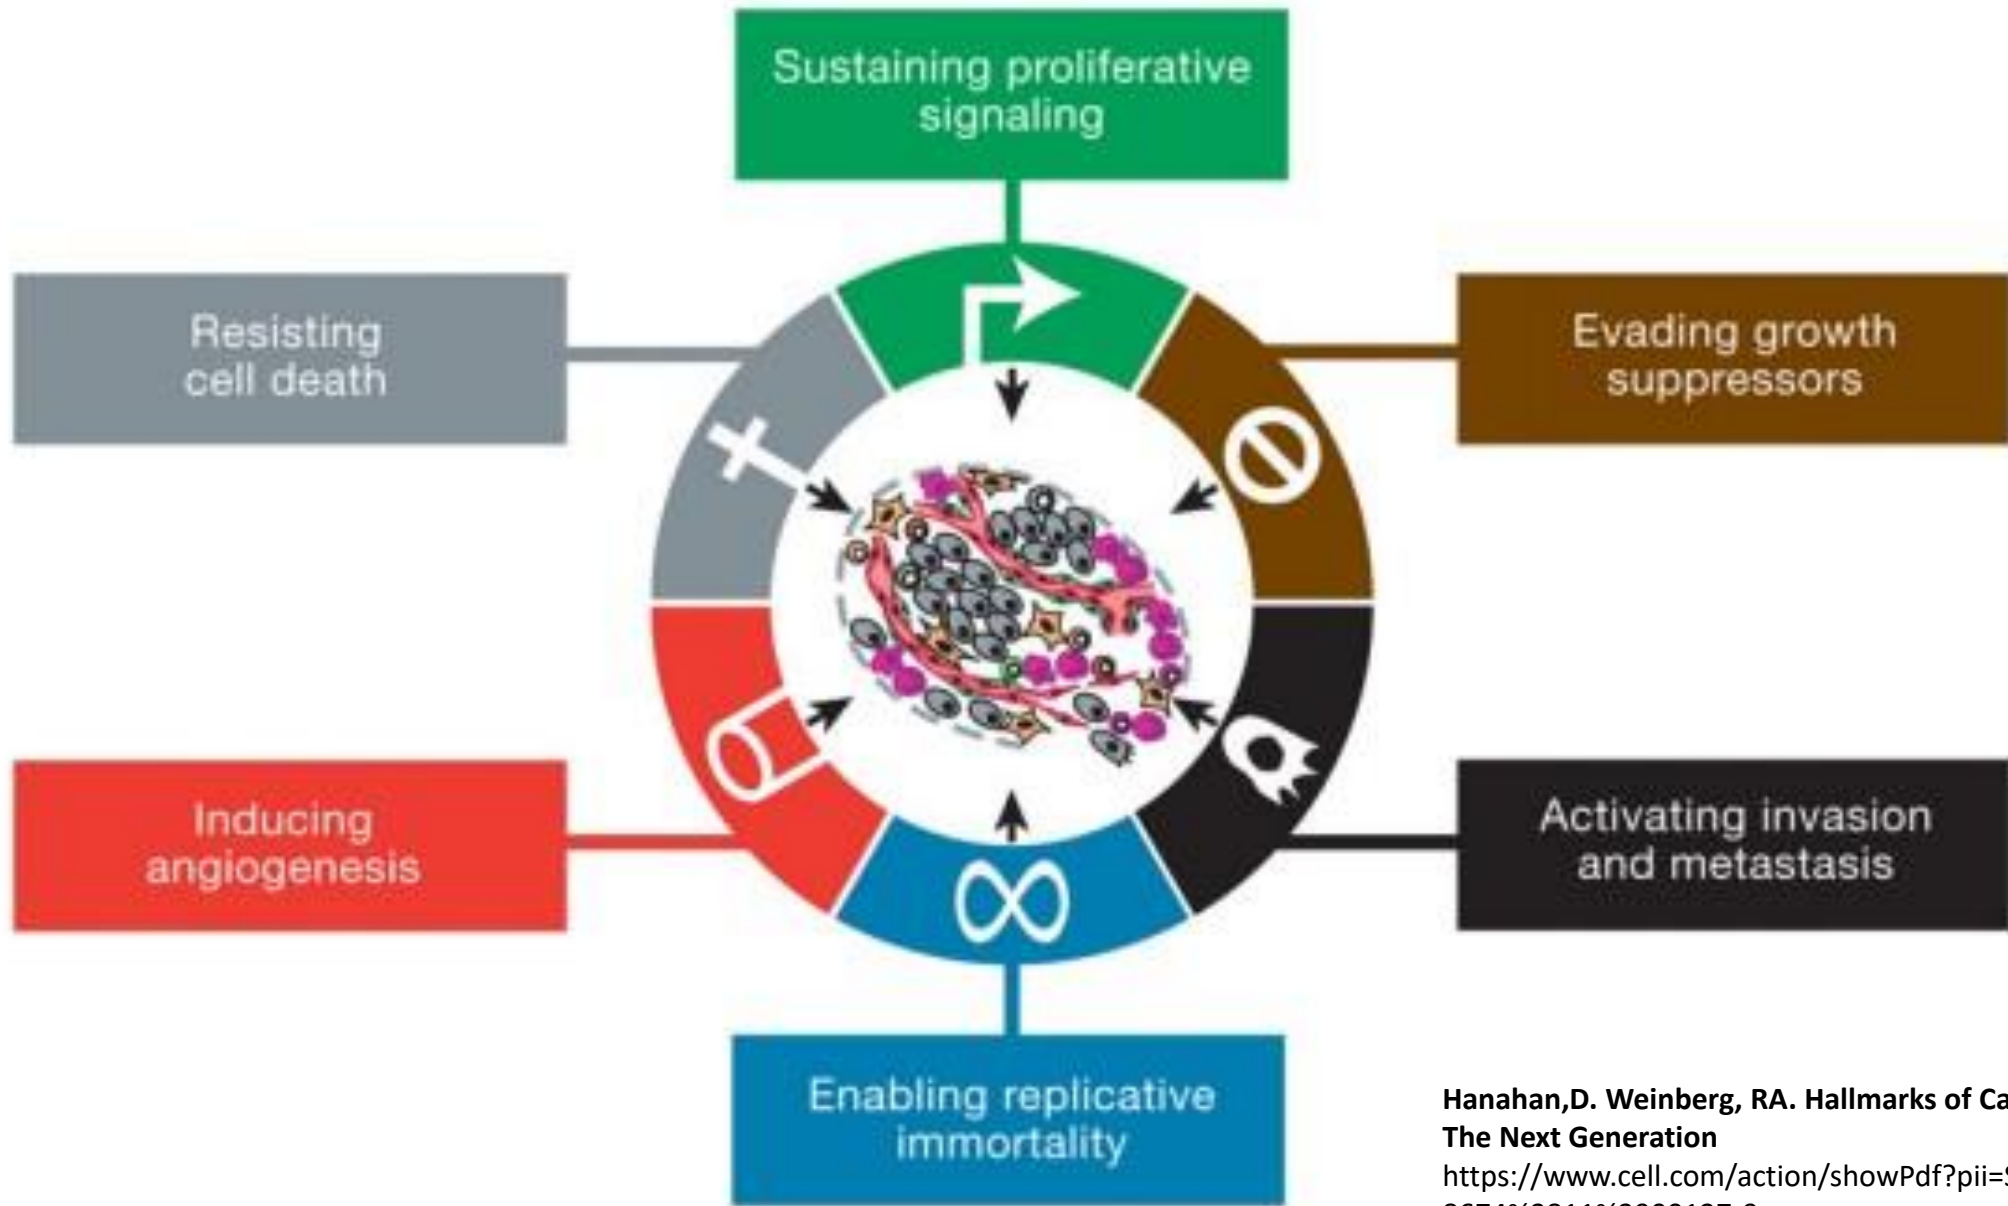 Sustaining proliferative
signaling
Resisting
cell death
Evading growth
suppressors
Inducing
angiogenesis
Activating invasion
and metastasis
Enabling replicative
immortality
Hanahan,D. Weinberg, RA. Hallmarks of Ca
The Next Generation
https://www.cell.com/action/showPdf?pii=S